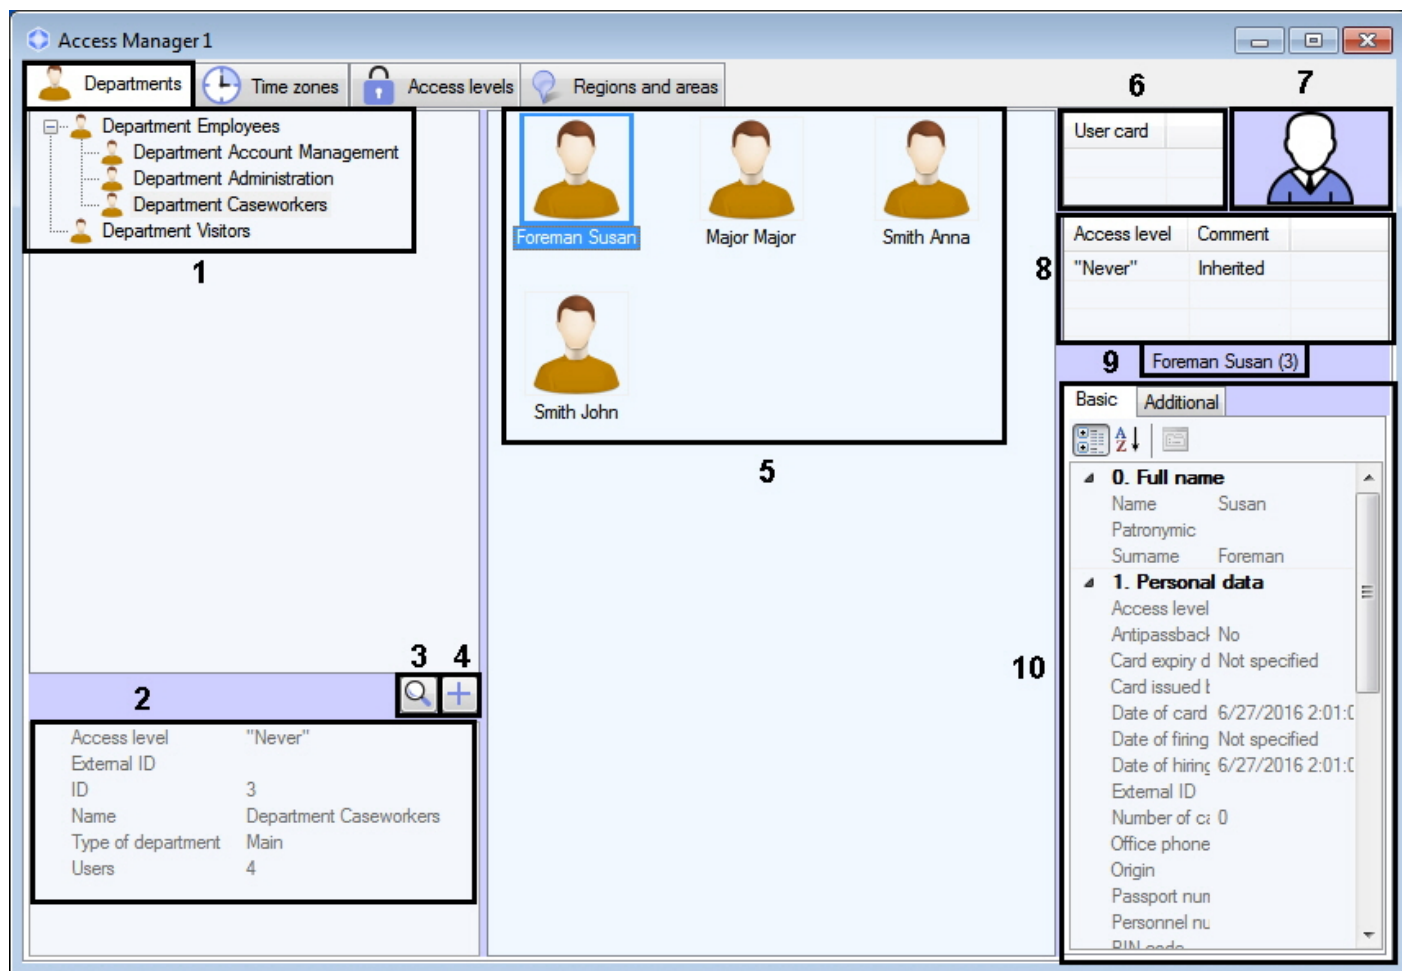 Access Manager 1
Departments Time zones Access levels Regions and areas
6 7
Department Employees
Department Account Management
Department Administration
Department Caseworkers
Department Visitors
1
Foreman Susan Major Major Smith Anna
Smith John
5
User card
8
Access level Comment
"Never" Inherited
9 Foreman Susan (3)
Basic Additional
A
Z
10
0. Full name
Name Susan
Patronymic
Surname Foreman
1. Personal data
Access level
Antipassback No
Card expiry d Not specified
Card issued b
Date of card 6/27/2016 2:01:0
Date of firing Not specified
Date of hiring 6/27/2016 2:01:0
External ID
Number of ca 0
Office phone
Origin
Passport num
Personnel nu
PIN code
2 3 4
Access level "Never"
External ID
ID 3
Name Department Caseworkers
Type of department Main
Users 4